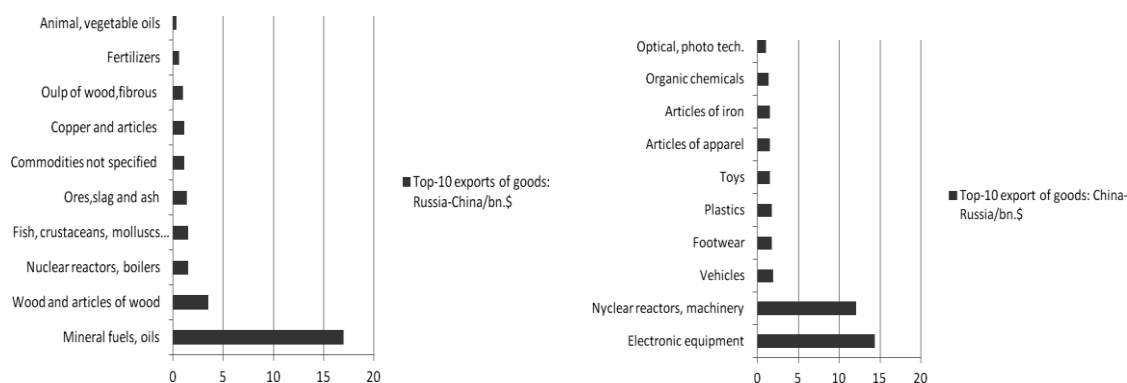 Animal, vegetable oils
Fertilizers
Oulp of wood,fibrous
Copper and articles
Commodities not specified
Ores,slag and ash
Fish, crustaceans, molluscs...
Nuclear reactors, boilers
Wood and articles of wood
Mineral fuels, oils
0 5 10 15 20
Top-10 exports of goods:
Russia-China/bn.$
Optical, photo tech.
Organic chemicals
Articles of iron
Articles of apparel
Toys
Plastics
Footwear
Vehicles
Nyclear reactors, machinery
Electronic equipment
0 5 10 15 20
Top-10 export of goods: China-
Russia/bn.$